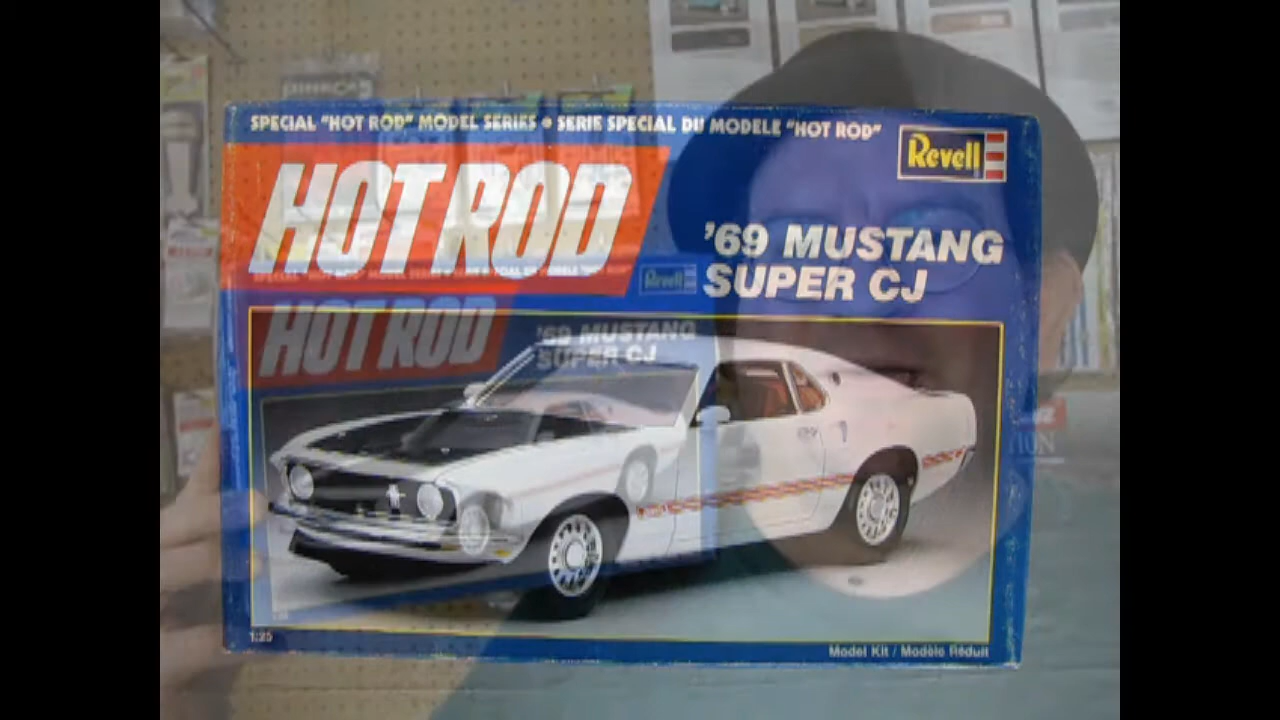 SPECIAL "HOT ROD" MODEL SERIES • SERIE SPECIAL DU MODELE "HOT ROD"
Revell
HOT ROD
'69 MUSTANG
SUPER CJ
Revell
HOT ROD
'69 MUSTANG
SUPER CJ
1:25
Model Kit / Modèle Réduit